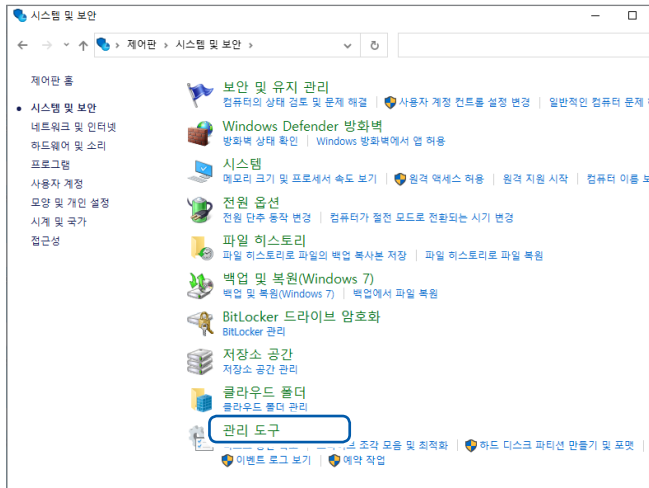 시스템 및 보안
제어판 > 시스템 및 보안 >
제어판 홈
시스템 및 보안
네트워크 및 인터넷
하드웨어 및 소리
프로그램
사용자 계정
모양 및 개인 설정
시계 및 국가
접근성
보안 및 유지 관리
컴퓨터의 상태 검토 및 문제 해결 | 사용자 계정 컨트롤 설정 변경 | 일반적인 컴퓨터 문제
Windows Defender 방화벽
방화벽 상태 확인 | Windows 방화벽에서 앱 허용
시스템
메모리 크기 및 프로세서 속도 보기 | 원격 액세스 허용 | 원격 지원 시작 | 컴퓨터 이름
전원 옵션
전원 단추 동작 변경 | 컴퓨터가 절전 모드로 전환되는 시기 변경
파일 히스토리
파일 히스토리로 파일의 백업 복사본 저장 | 파일 히스토리로 파일 복원
백업 및 복원(Windows 7)
백업 및 복원(Windows 7) | 백업에서 파일 복원
BitLocker 드라이브 암호화
BitLocker 관리
저장소 공간
저장소 공간 관리
클라우드 폴더
클라우드 폴더 관리
관리 도구
조각 모음 및 최적화 | 하드 디스크 파티션 만들기 및 포맷
이벤트 로그 보기 | 예약 작업